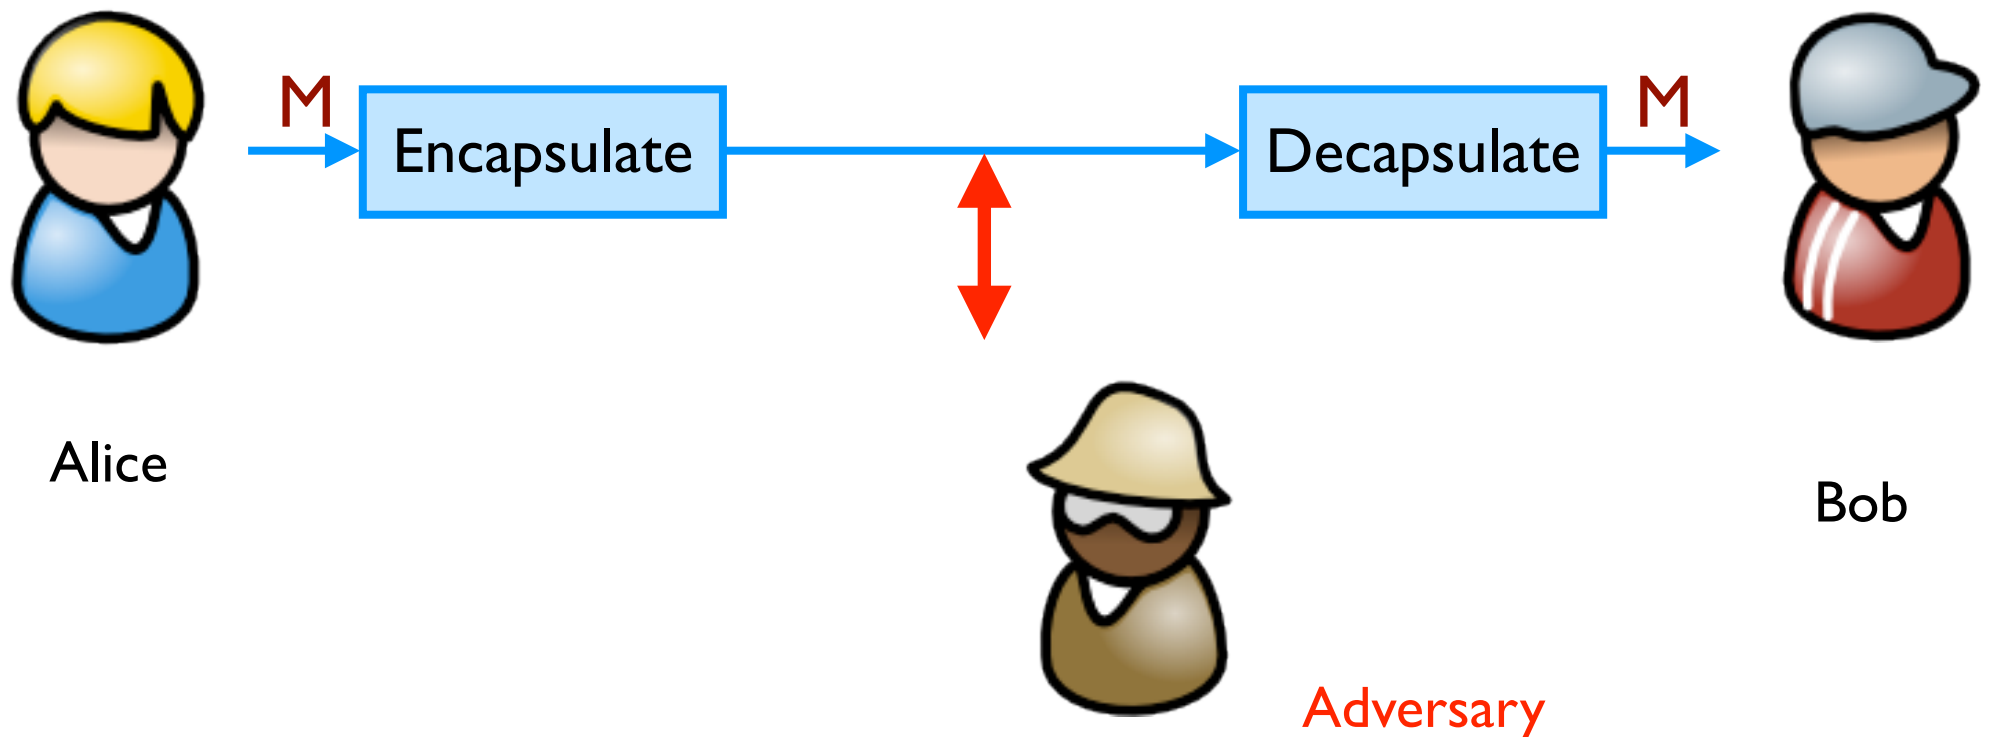 M
Encapsulate
Decapsulate
M
Alice
Bob
Adversary